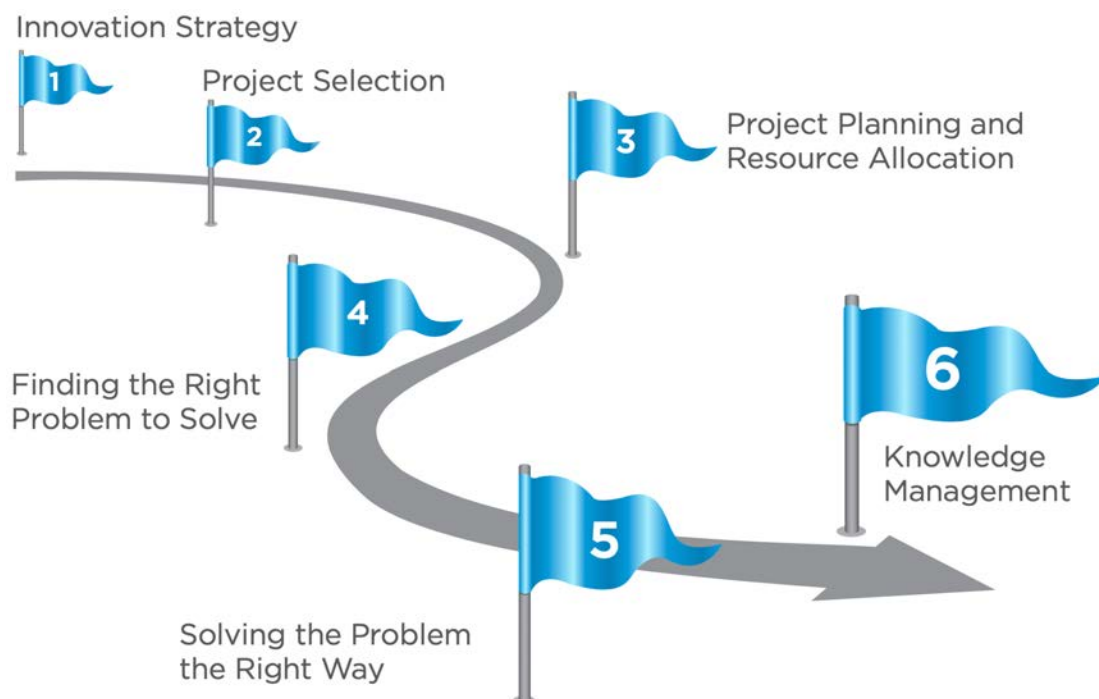 Innovation Strategy
1
Project Selection
2
3
Project Planning and
Resource Allocation
4
Finding the Right
Problem to Solve
5
Solving the Problem
the Right Way
6
Knowledge
Management